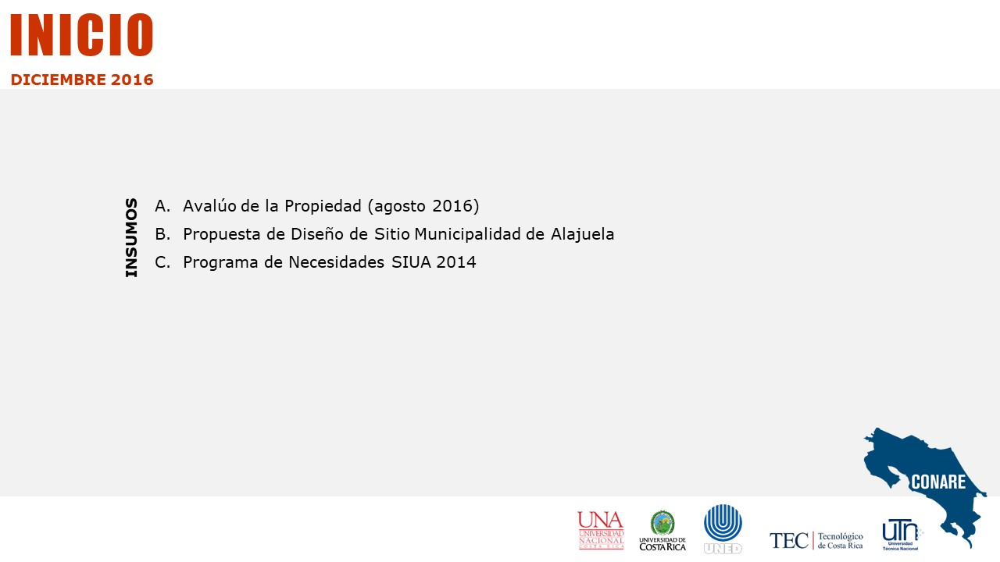 INICIO
DICIEMBRE 2016
INSUMOS
A. Avalúo de la Propiedad (agosto 2016)
B. Propuesta de Diseño de Sitio Municipalidad de Alajuela
C. Programa de Necesidades SIUA 2014
CONARE
UNA
UNIVERSIDAD
NACIONAL
COSTA RICA
UNIVERSIDAD DE
COSTA RICA
UNED
TEC Tecnológico
de Costa Rica
UTN
Universidad
Técnica Nacional